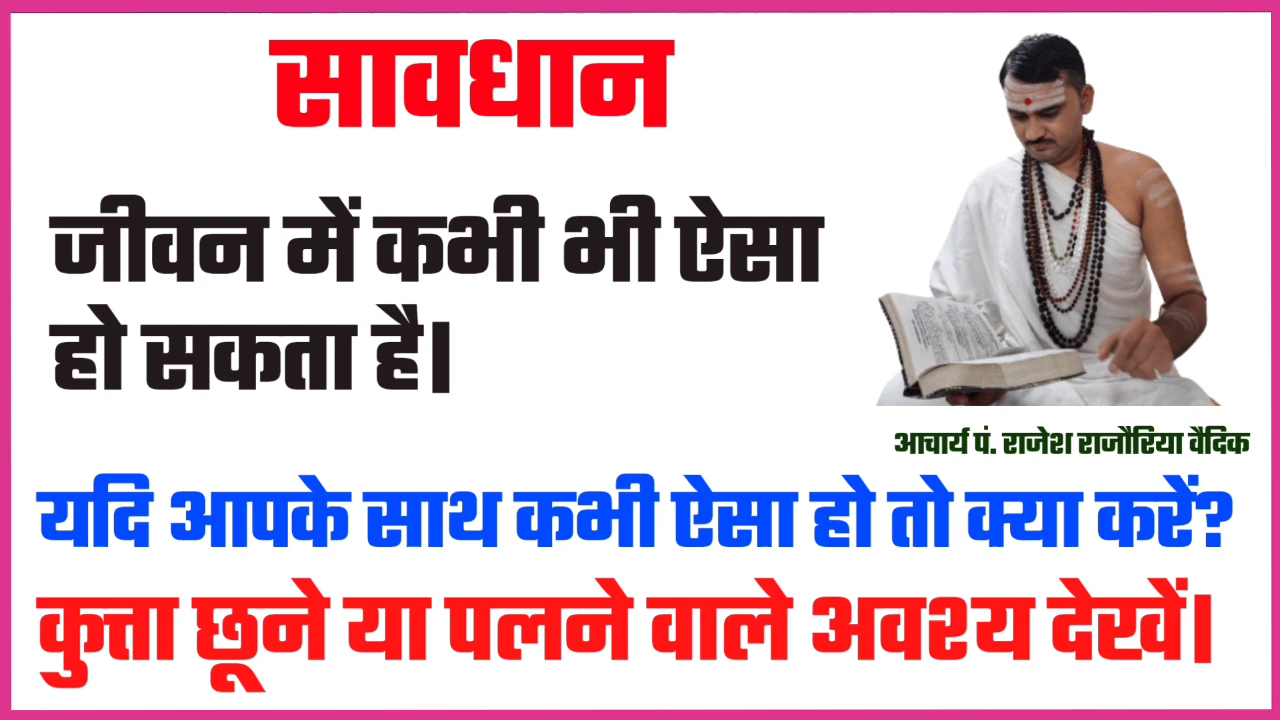 सावधान
जीवन में कभी भी ऐसा
हो सकता है।
आचार्य पं. राजेश राजौरिया वैदिक
यदि आपके साथ कभी ऐसा हो तो क्या करें?
कुत्ता छूने या पलने वाले अवश्य देखें।